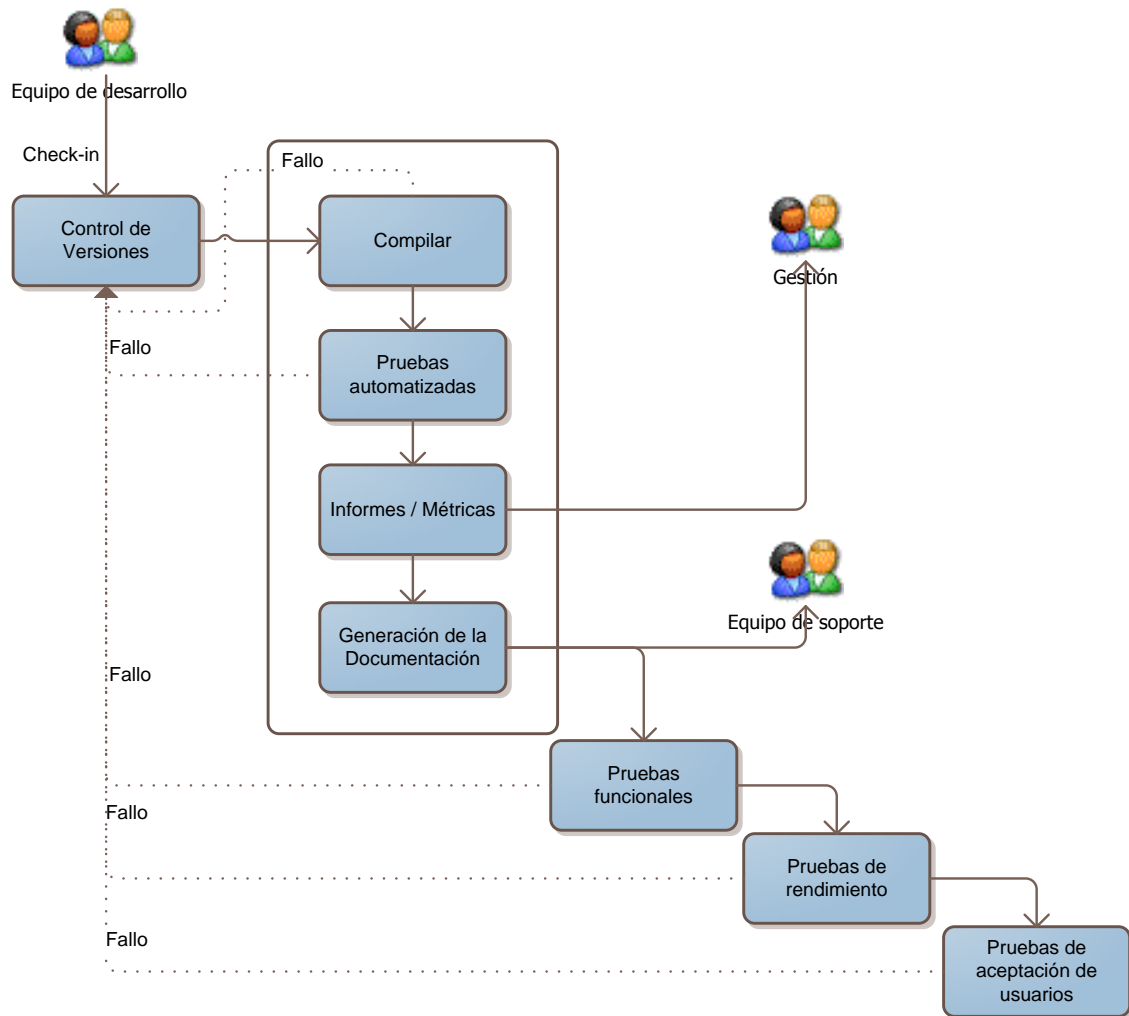 Equipo de desarrollo
Check-in
Fallo
Control de
Versiones
Compilar
Gestión
Fallo
Pruebas
automatizadas
Informes / Métricas
Equipo de soporte
Generación de la
Documentación
Fallo
Pruebas
funcionales
Fallo
Pruebas de
rendimiento
Fallo
Pruebas de
aceptación de
usuarios